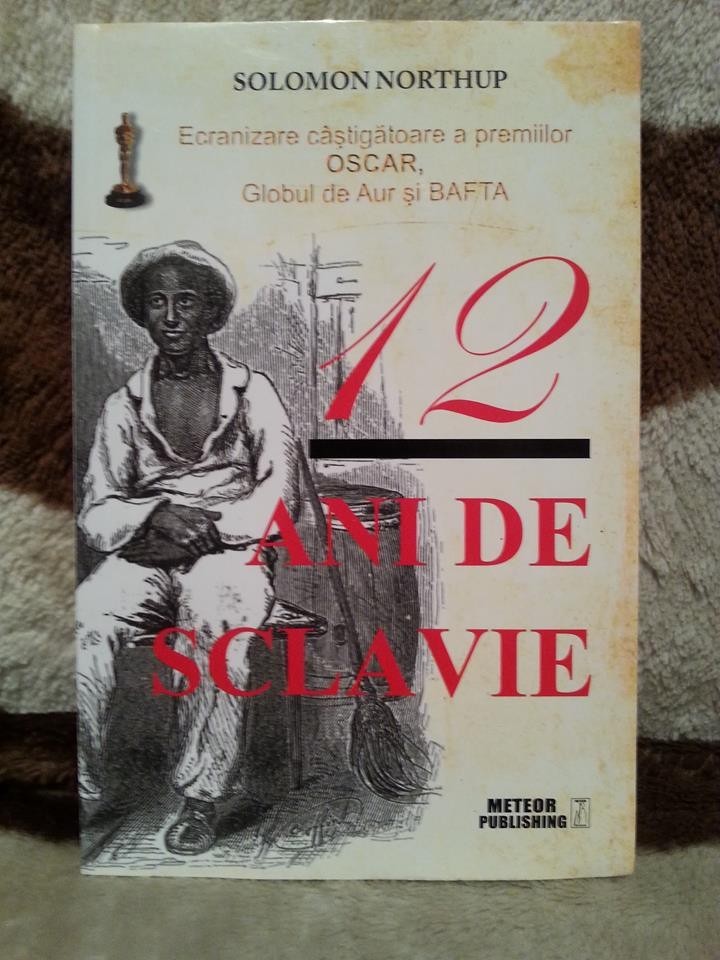 SOLOMON NORTHUP
Ecranizare câștigătoare a premiilor
OSCAR,
Globul de Aur și BAFTA
12
ANI DE
SCLAVIE
METEOR
PUBLISHING